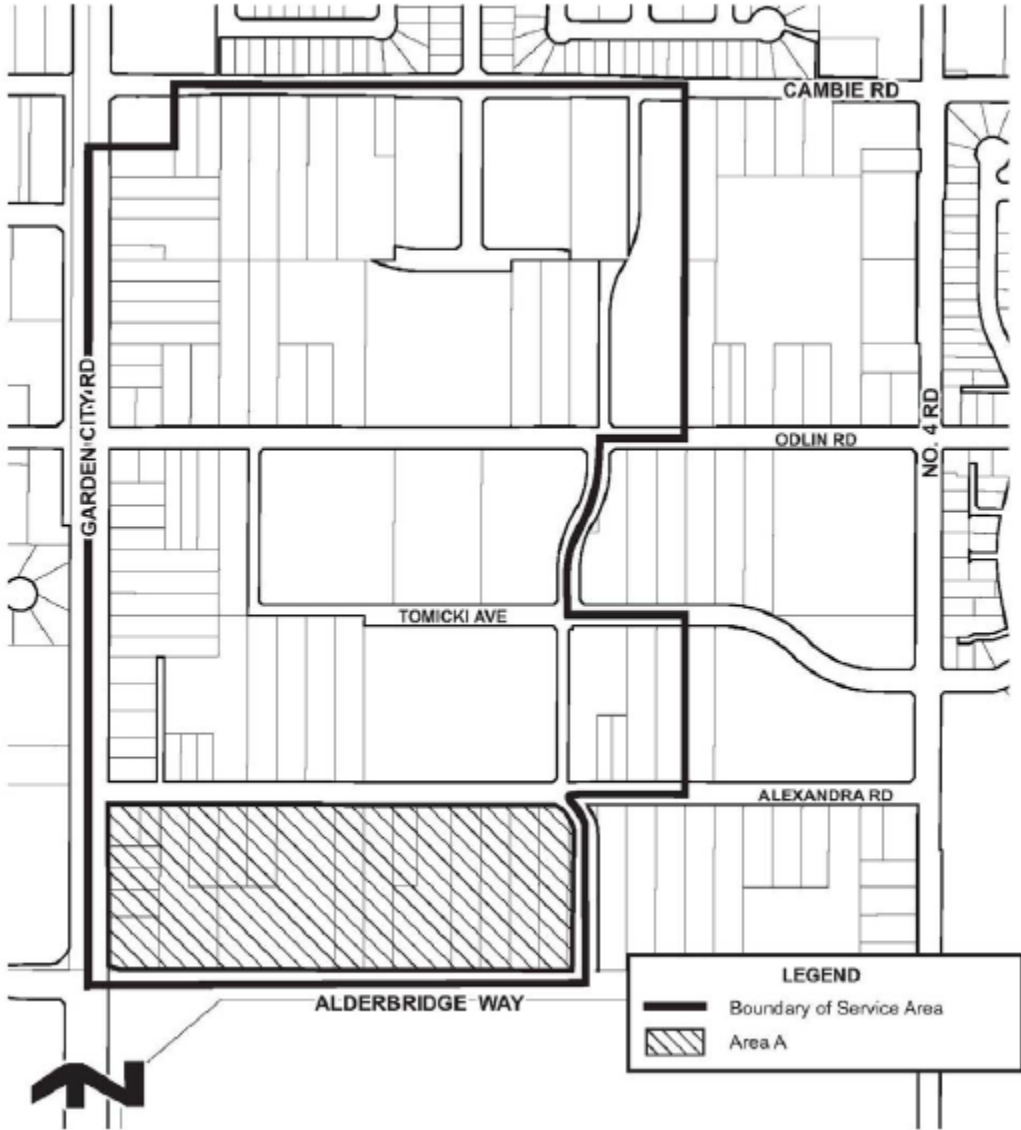 CAMBIE RD
GARDEN CITY RD
NO. 4 RD
ODLIN RD
TOMICKI AVE
ALEXANDRA RD
ALDERBRIDGE WAY
LEGEND
Boundary of Service Area
Area A
N